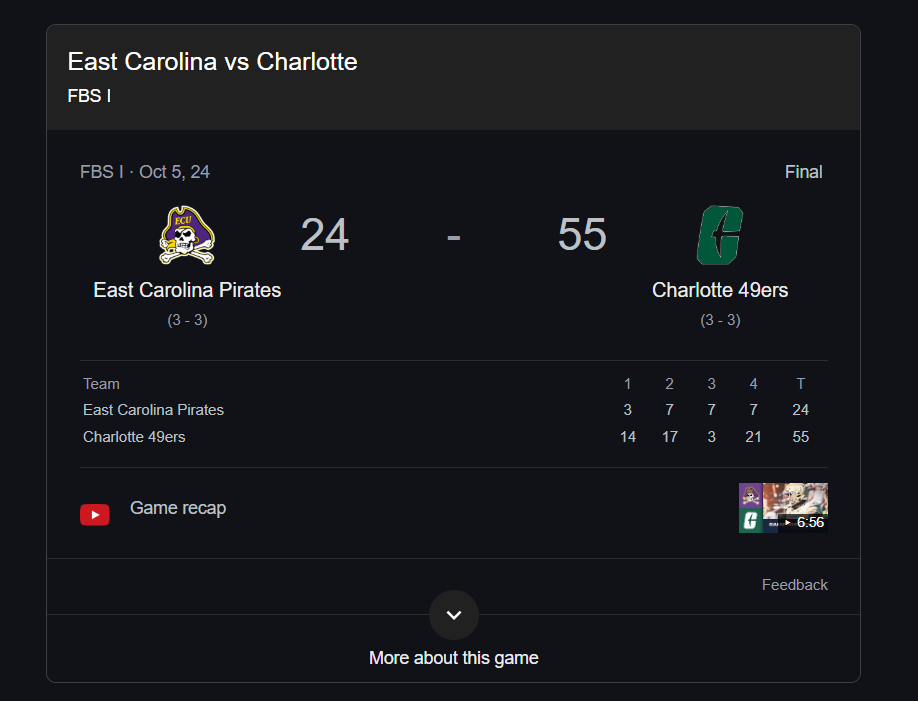 East Carolina vs Charlotte
FBS I
FBS I · Oct 5, 24
Final
ECU
24 - 55
East Carolina Pirates
Charlotte 49ers
(3 - 3)
(3 - 3)
Team 1 2 3 4 T
East Carolina Pirates 3 7 7 7 24
Charlotte 49ers 14 17 3 21 55
Game recap
6:56
Feedback
More about this game